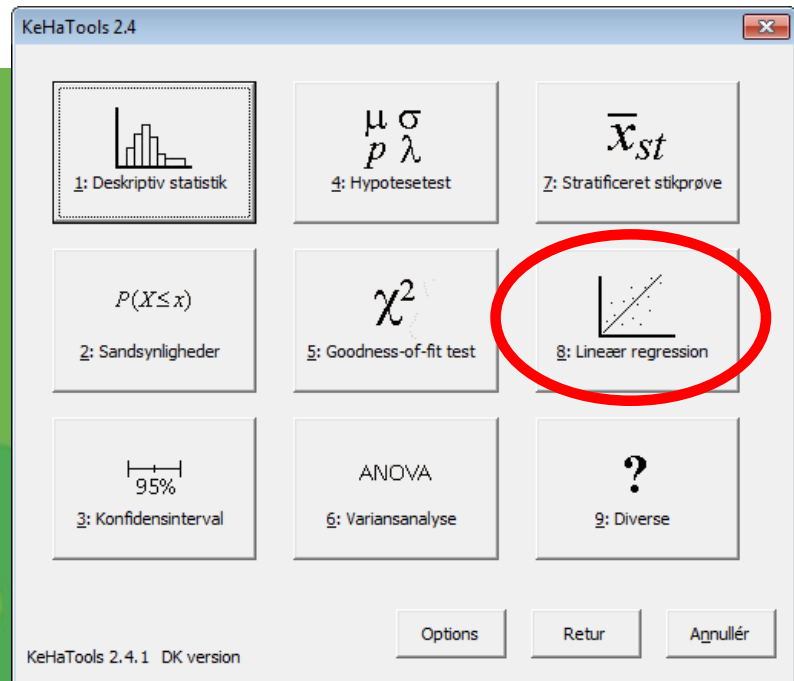 KeHaTools 2.4
1: Deskriptiv statistik
μ σ
p λ
4: Hypotesetest
x̅st
7: Stratificeret stikprøve
P(X≤x)
2: Sandsynligheder
χ²
5: Goodness-of-fit test
8: Lineær regression
95%
3: Konfidensinterval
ANOVA
6: Variansanalyse
?
9: Diverse
Options
Retur
Annullér
KeHaTools 2.4.1 DK version